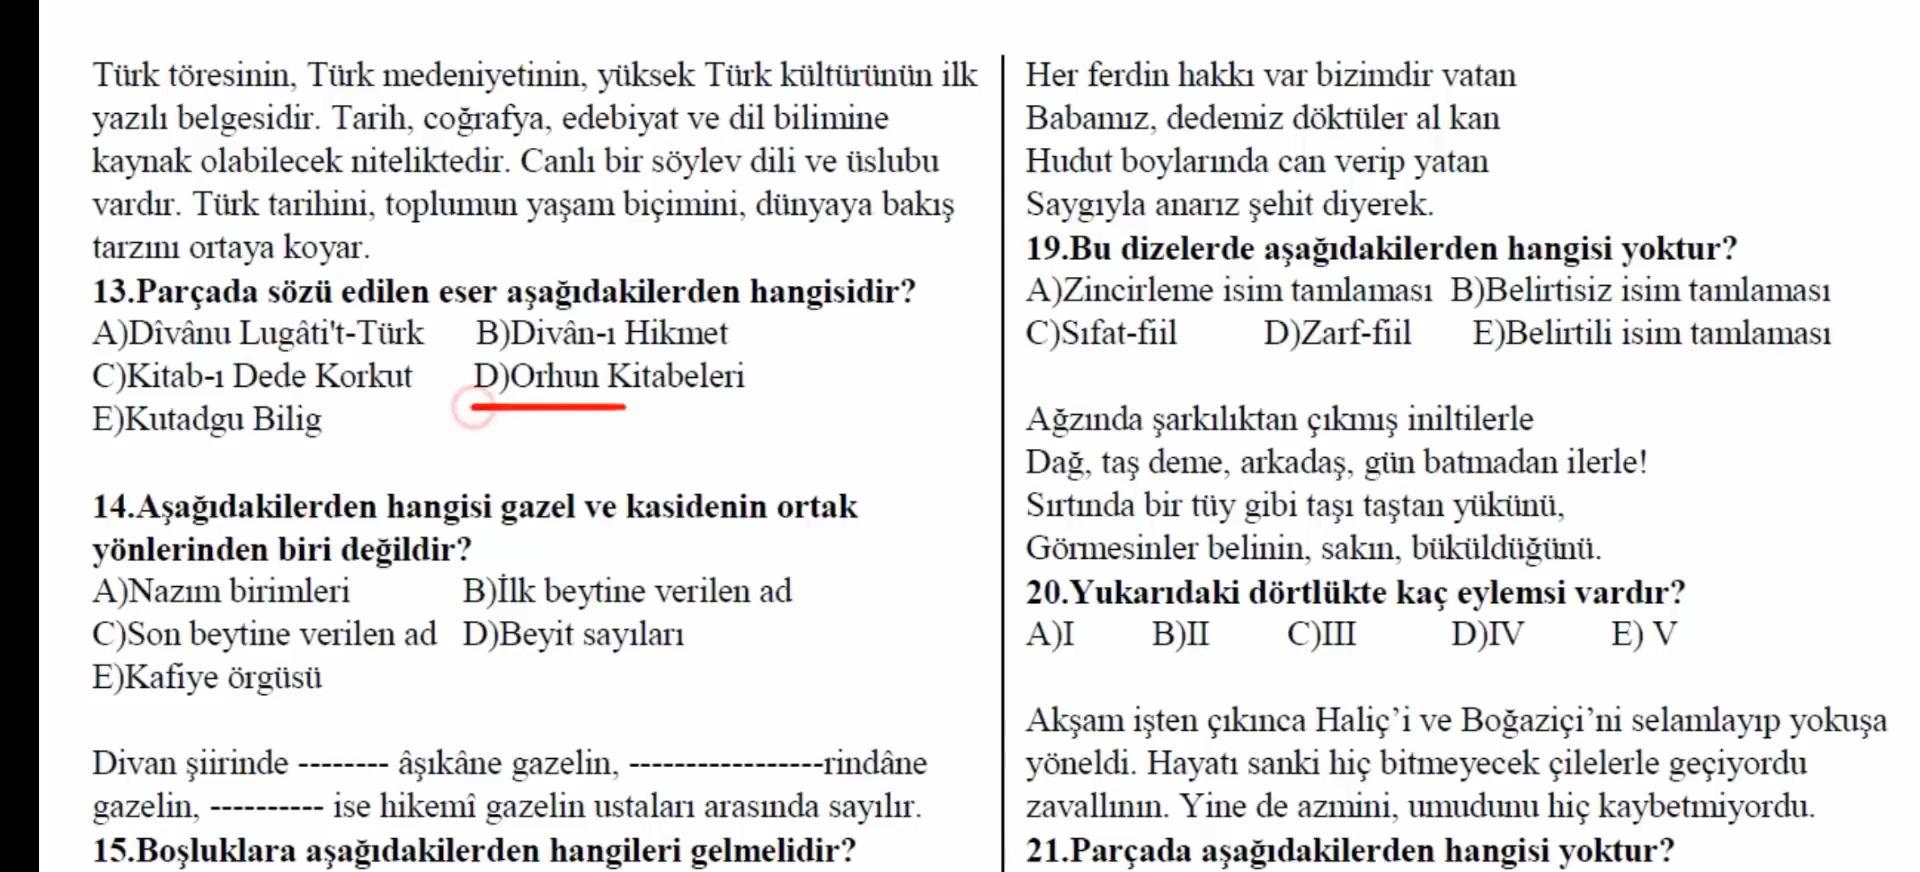 Türk töresinin, Türk medeniyetinin, yüksek Türk kültürünün ilk
yazılı belgesidir. Tarih, coğrafya, edebiyat ve dil bilimine
kaynak olabilecek niteliktedir. Canlı bir söylev dili ve üslubu
vardır. Türk tarihini, toplumun yaşam biçimini, dünyaya bakış
tarzını ortaya koyar.
13.Parçada sözü edilen eser aşağıdakilerden hangisidir?
A)Dîvânu Lugâti't-Türk B)Divân-ı Hikmet
C)Kitab-ı Dede Korkut D)Orhun Kitabeleri
E)Kutadgu Bilig
14.Aşağıdakilerden hangisi gazel ve kasidenin ortak
yönlerinden biri değildir?
A)Nazım birimleri B)İlk beytine verilen ad
C)Son beytine verilen ad D)Beyit sayıları
E)Kafiye örgüsü
Divan şiirinde -------- âşıkâne gazelin, -----------------rindâne
gazelin, ---------- ise hikemî gazelin ustaları arasında sayılır.
15.Boşluklara aşağıdakilerden hangileri gelmelidir?
Her ferdin hakkı var bizimdir vatan
Babamız, dedemiz döktüler al kan
Hudut boylarında can verip yatan
Saygıyla anarız şehit diyerek.
19.Bu dizelerde aşağıdakilerden hangisi yoktur?
A)Zincirleme isim tamlaması B)Belirtisiz isim tamlaması
C)Sıfat-fiil D)Zarf-fiil E)Belirtili isim tamlaması
Ağzında şarkılıktan çıkmış iniltilerle
Dağ, taş deme, arkadaş, gün batmadan ilerle!
Sırtında bir tüy gibi taşı taştan yükünü,
Görmesinler belinin, sakın, büküldüğünü.
20.Yukarıdaki dörtlükte kaç eylemsi vardır?
A)I B)II C)III D)IV E) V
Akşam işten çıkınca Haliç’i ve Boğaziçi’ni selamlayıp yokuşa
yöneldi. Hayatı sanki hiç bitmeyecek çilelerle geçiyordu
zavallının. Yine de azmini, umudunu hiç kaybetmiyordu.
21.Parçada aşağıdakilerden hangisi yoktur?